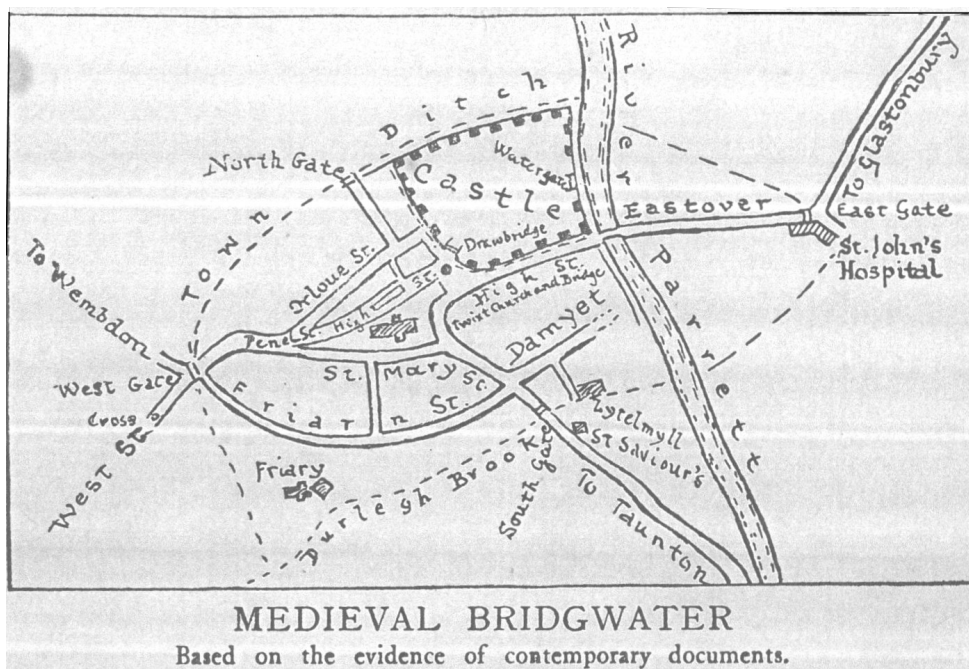 River Parrett
Ditch
To Glastonbury
North Gate
Castle
Watergate
Eastover
East Gate
St. John's
Hospital
Drawbridge
To Wembdon
Town
Orloue St.
High St.
High St.
Twixt Church and Bridge
Damyet
Penel St.
St. Mary St.
West Gate
Cross
West St.
Friarn St.
Lytelmyll
St Saviour's
Friary
Durleigh Brook
South Gate
To Taunton
MEDIEVAL BRIDGWATER
Based on the evidence of contemporary documents.